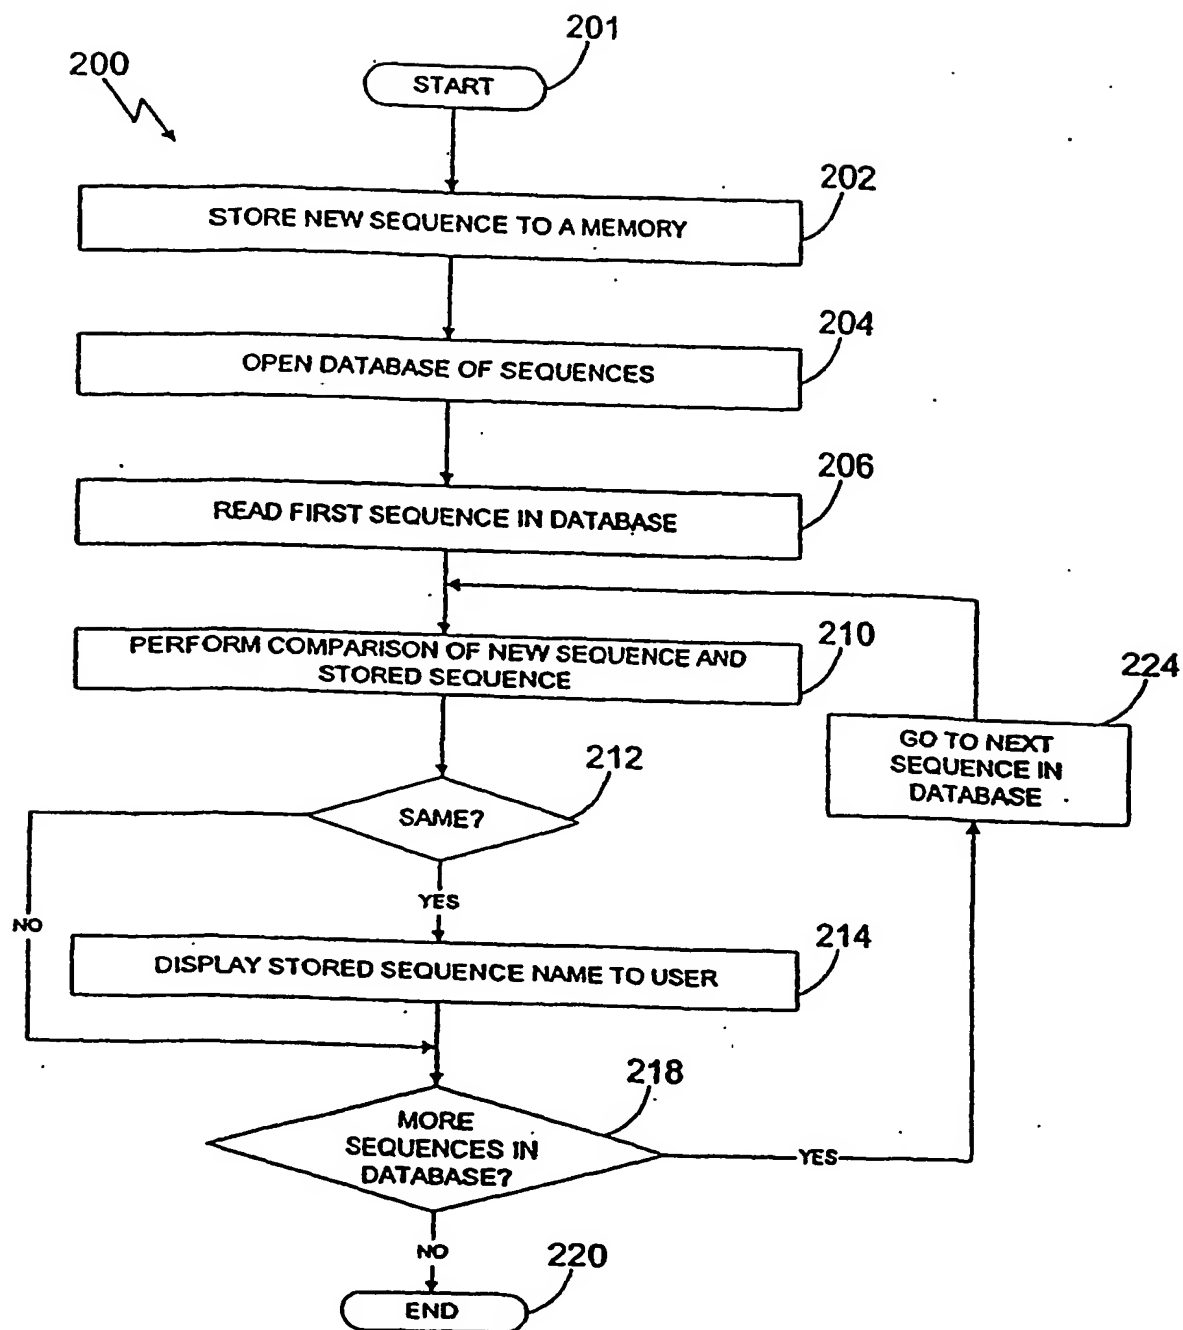 201
200
START
202
STORE NEW SEQUENCE TO A MEMORY
204
OPEN DATABASE OF SEQUENCES
206
READ FIRST SEQUENCE IN DATABASE
210
PERFORM COMPARISON OF NEW SEQUENCE AND
STORED SEQUENCE
224
GO TO NEXT
SEQUENCE IN
DATABASE
212
SAME?
YES
NO
214
DISPLAY STORED SEQUENCE NAME TO USER
218
MORE
SEQUENCES IN
DATABASE?
YES
NO
220
END